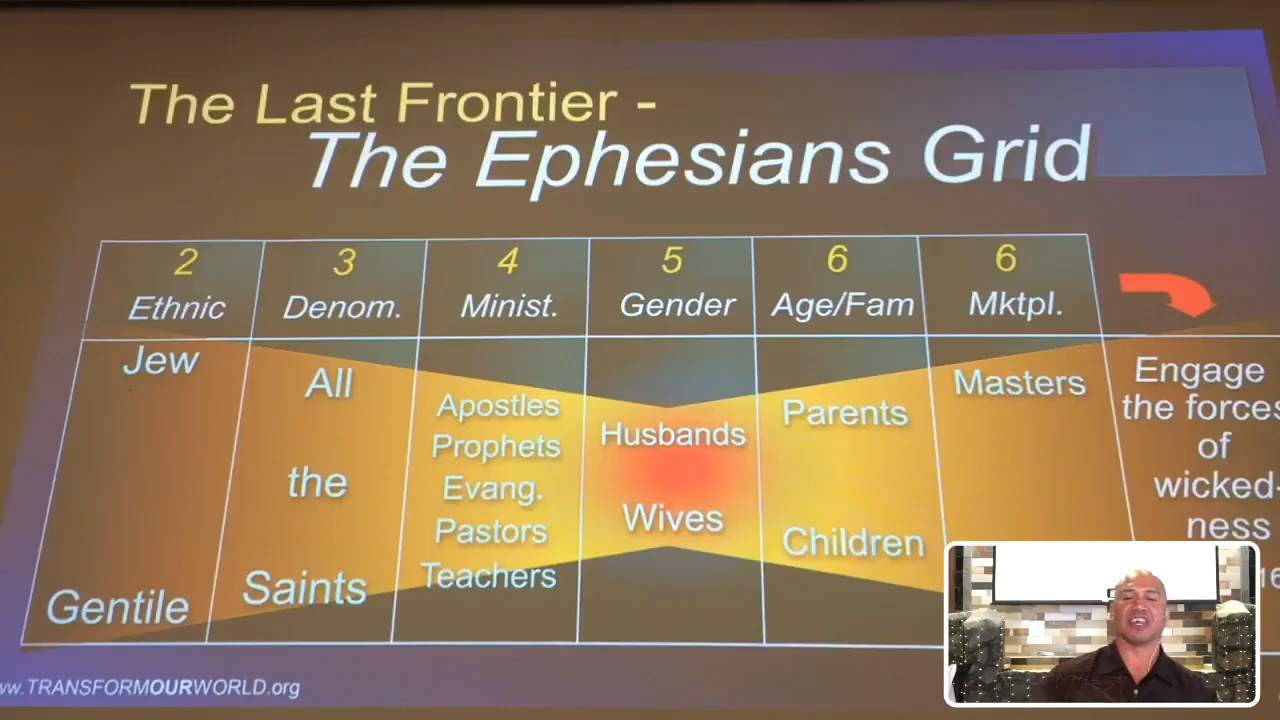 The Last Frontier -
The Ephesians Grid
2 3 4 5 6 6
Ethnic Denom. Minist. Gender Age/Fam Mktpl.
Jew
Gentile
All
the
Saints
Apostles
Prophets
Evang.
Pastors
Teachers
Husbands
Wives
Parents
Children
Masters
Engage
the forces
of
wicked-
ness
16
ww.TRANSFORMOURWORLD.org